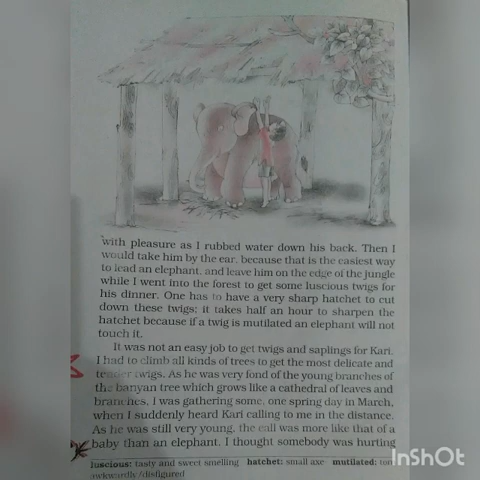 with pleasure as I rubbed water down his back. Then I
would take him by the ear, because that is the easiest way
to lead an elephant, and leave him on the edge of the jungle
while I went into the forest to get some luscious twigs for
his dinner. One has to have a very sharp hatchet to cut
down these twigs; it takes half an hour to sharpen the
hatchet because if a twig is mutilated an elephant will not
touch it.
It was not an easy job to get twigs and saplings for Kari.
I had to climb all kinds of trees to get the most delicate and
tender twigs. As he was very fond of the young branches of
the banyan tree which grows like a cathedral of leaves and
branches, I was gathering some, one spring day in March,
when I suddenly heard Kari calling to me in the distance.
As he was still very young, the call was more like that of a
baby than an elephant. I thought somebody was hurting
luscious: tasty and sweet smelling hatchet: small axe mutilated: torn
awkwardly/disfigured
InShOt